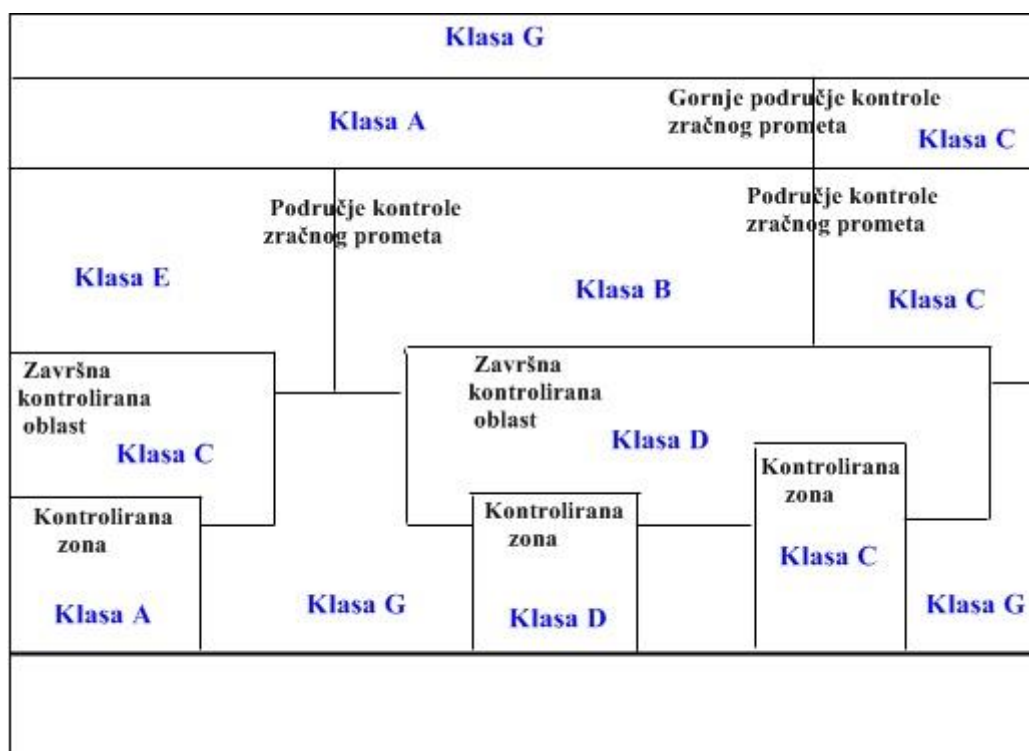 Klasa G
Gornje područje kontrole
zračnog prometa
Klasa A
Klasa C
Područje kontrole
zračnog prometa
Područje kontrole
zračnog prometa
Klasa E
Klasa B
Klasa C
Završna
kontrolirana
oblast
Klasa C
Završna
kontrolirana
oblast
Klasa D
Kontrolirana
zona
Klasa A
Klasa G
Kontrolirana
zona
Klasa D
Kontrolirana
zona
Klasa C
Klasa G